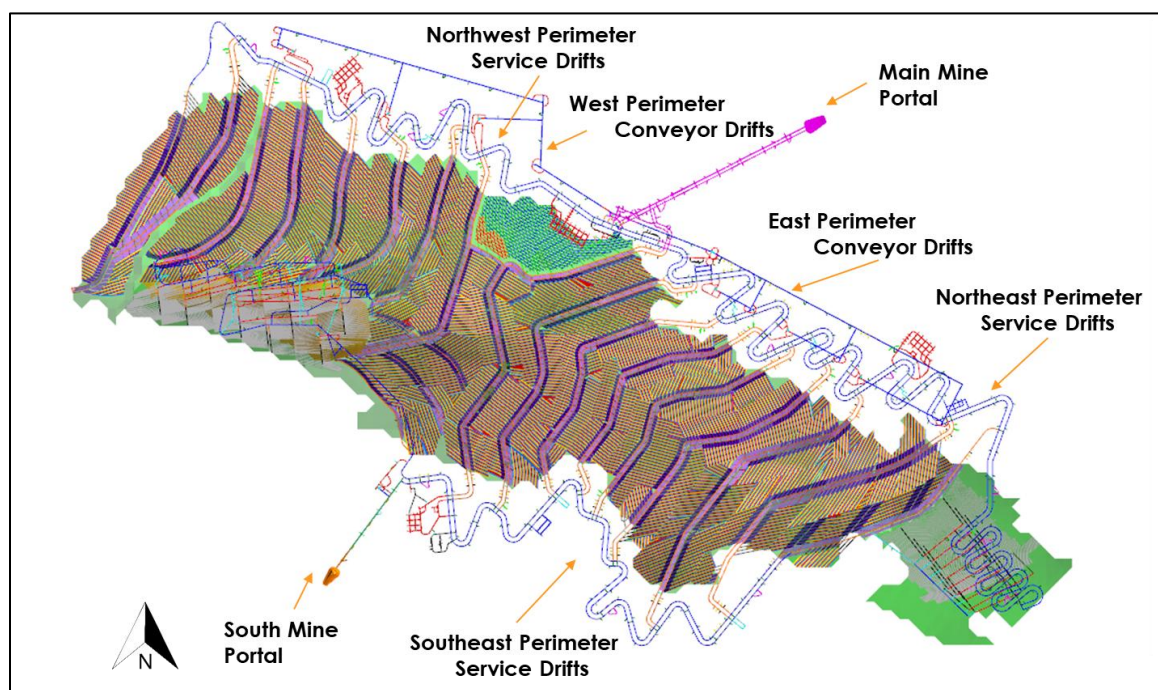 Northwest Perimeter
Service Drifts
West Perimeter
Conveyor Drifts
Main Mine
Portal
East Perimeter
Conveyor Drifts
Northeast Perimeter
Service Drifts
South Mine
Portal
Southeast Perimeter
Service Drifts
N